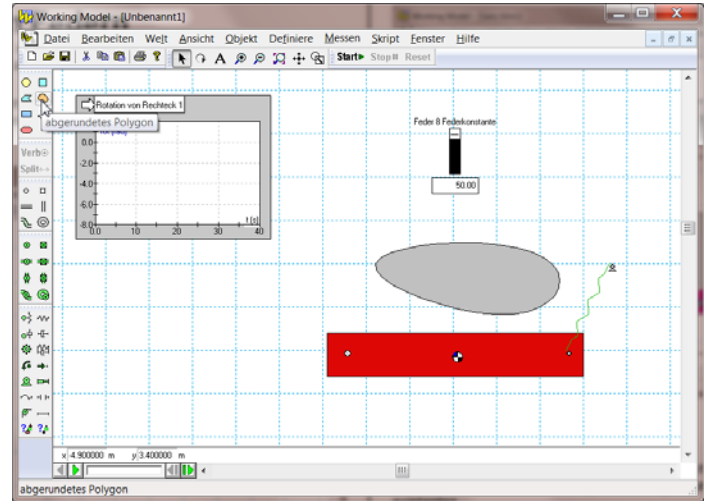 Working Model - [Unbenannt1]
Datei Bearbeiten Welt Ansicht Objekt Definiere Messen Skript Fenster Hilfe
A Start Stop Reset
Rotation von Rechteck 1
abgerundetes Polygon
Feder 8 Federkonstante
50.00
Verb
Split
0.0
-2.0
-4.0
-6.0
-8.0
t [s]
0.0 10 20 30 40
x 4.900000 m y 3.400000 m
abgerundetes Polygon